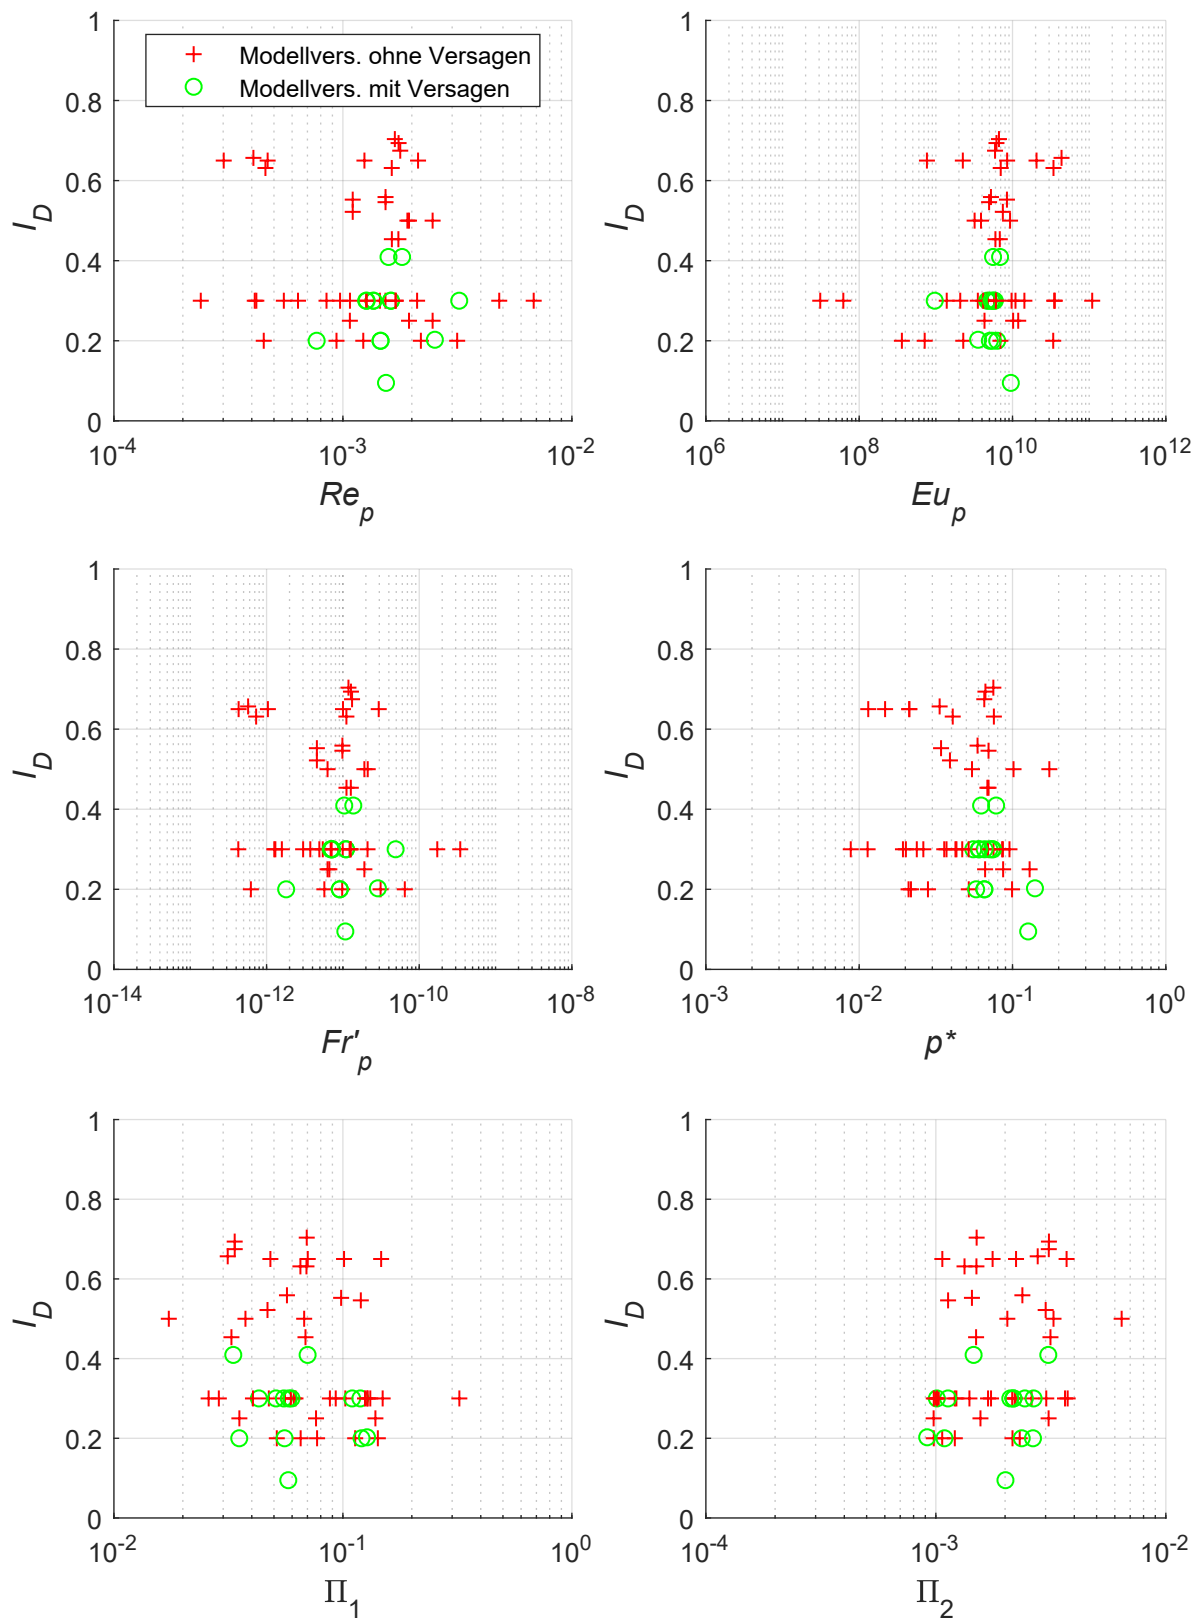 1
0.8
0.6
0.4
0.2
0
I_D
Modellvers. ohne Versagen
Modellvers. mit Versagen
10^-4 10^-3 10^-2
Re_p
1
0.8
0.6
0.4
0.2
0
I_D
10^6 10^8 10^10 10^12
Eu_p
1
0.8
0.6
0.4
0.2
0
I_D
10^-14 10^-12 10^-10 10^-8
Fr'_p
1
0.8
0.6
0.4
0.2
0
I_D
10^-3 10^-2 10^-1 10^0
p*
1
0.8
0.6
0.4
0.2
0
I_D
10^-2 10^-1 10^0
Π_1
1
0.8
0.6
0.4
0.2
0
I_D
10^-4 10^-3 10^-2
Π_2